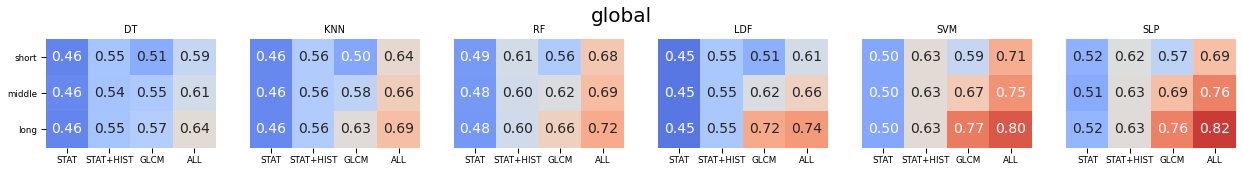 global
DT KNN RF LDF SVM SLP
short 0.46 0.55 0.51 0.59 0.46 0.56 0.50 0.64 0.49 0.61 0.56 0.68 0.45 0.55 0.51 0.61 0.50 0.63 0.59 0.71 0.52 0.62 0.57 0.69
middle 0.46 0.54 0.55 0.61 0.46 0.56 0.58 0.66 0.48 0.60 0.62 0.69 0.45 0.55 0.62 0.66 0.50 0.63 0.67 0.75 0.51 0.63 0.69 0.76
long 0.46 0.55 0.57 0.64 0.46 0.56 0.63 0.69 0.48 0.60 0.66 0.72 0.45 0.55 0.72 0.74 0.50 0.63 0.77 0.80 0.52 0.63 0.76 0.82
STAT STAT+HIST GLCM ALL STAT STAT+HIST GLCM ALL STAT STAT+HIST GLCM ALL STAT STAT+HIST GLCM ALL STAT STAT+HIST GLCM ALL STAT STAT+HIST GLCM ALL